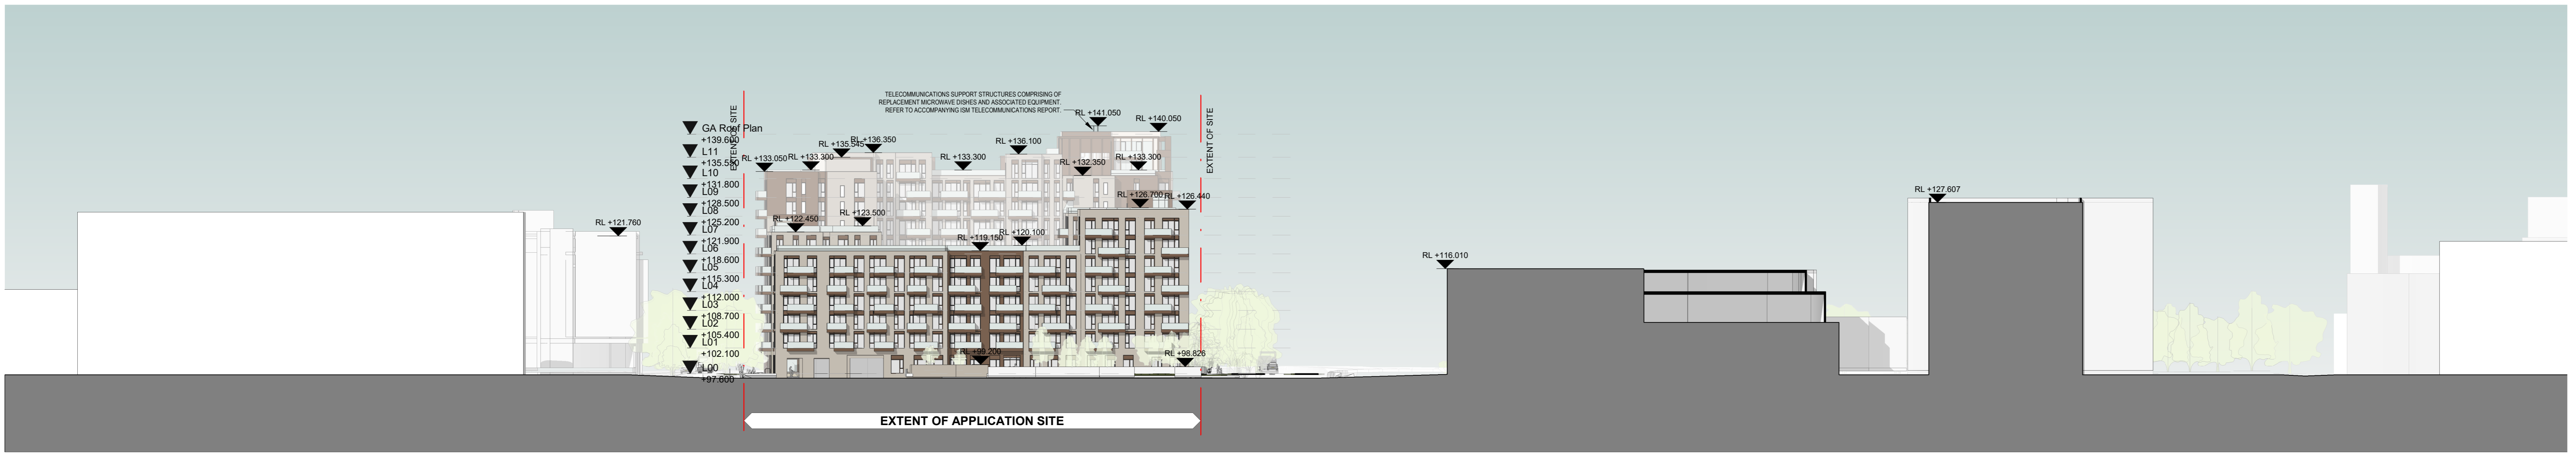 TELECOMMUNICATIONS SUPPORT STRUCTURES COMPRISING OF
REPLACEMENT MICROWAVE DISHES AND ASSOCIATED EQUIPMENT.
REFER TO ACCOMPANYING ISM TELECOMMUNICATIONS REPORT.
EXTENT OF SITE
EXTENT OF SITE
RL +141.050
RL +140.050
GA Roof Plan
+139.600
L11
+135.550
L10
+131.800
L09
+128.500
L08
+125.200
L07
+121.900
L06
+118.600
L05
+115.300
L04
+112.000
L03
+108.700
L02
+105.400
L01
+102.100
L00
+97.600
RL +121.760
RL +133.050
RL +133.300
RL +135.545
RL +136.350
RL +133.300
RL +136.100
RL +132.350
RL +133.300
RL +126.700
RL +126.440
RL +122.450
RL +123.500
RL +119.150
RL +120.100
RL +99.200
RL +98.826
RL +116.010
RL +127.607
EXTENT OF APPLICATION SITE